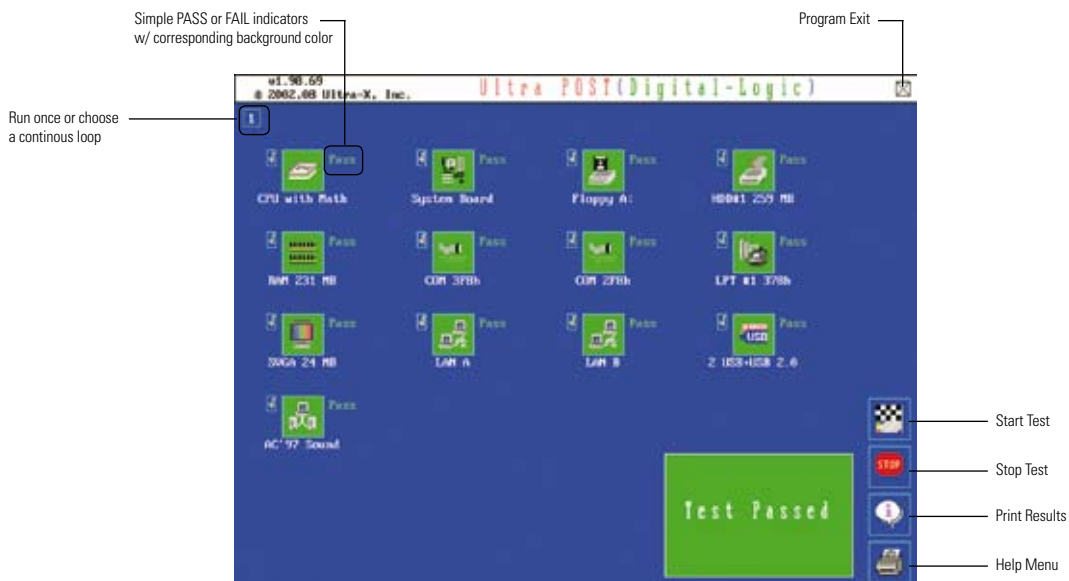 Simple PASS or FAIL indicators
w/ corresponding background color
Program Exit
v1.98.69
© 2002.08 Ultra-X, Inc.
Ultra POST(Digital-Logic)
Run once or choose
a continous loop
1
Pass
Pass
Pass
Pass
CPU with Math
System Board
Floppy A:
HDD#1 259 MB
Pass
Pass
Pass
Pass
RAM 231 MB
COM 3F8h
COM 2F8h
LPT #1 378h
Pass
Pass
Pass
USB
Pass
SVGA 24 MB
LAN A
LAN B
2 USB+USB 2.0
Pass
AC'97 Sound
Start Test
STOP
Stop Test
Test Passed
Print Results
Help Menu